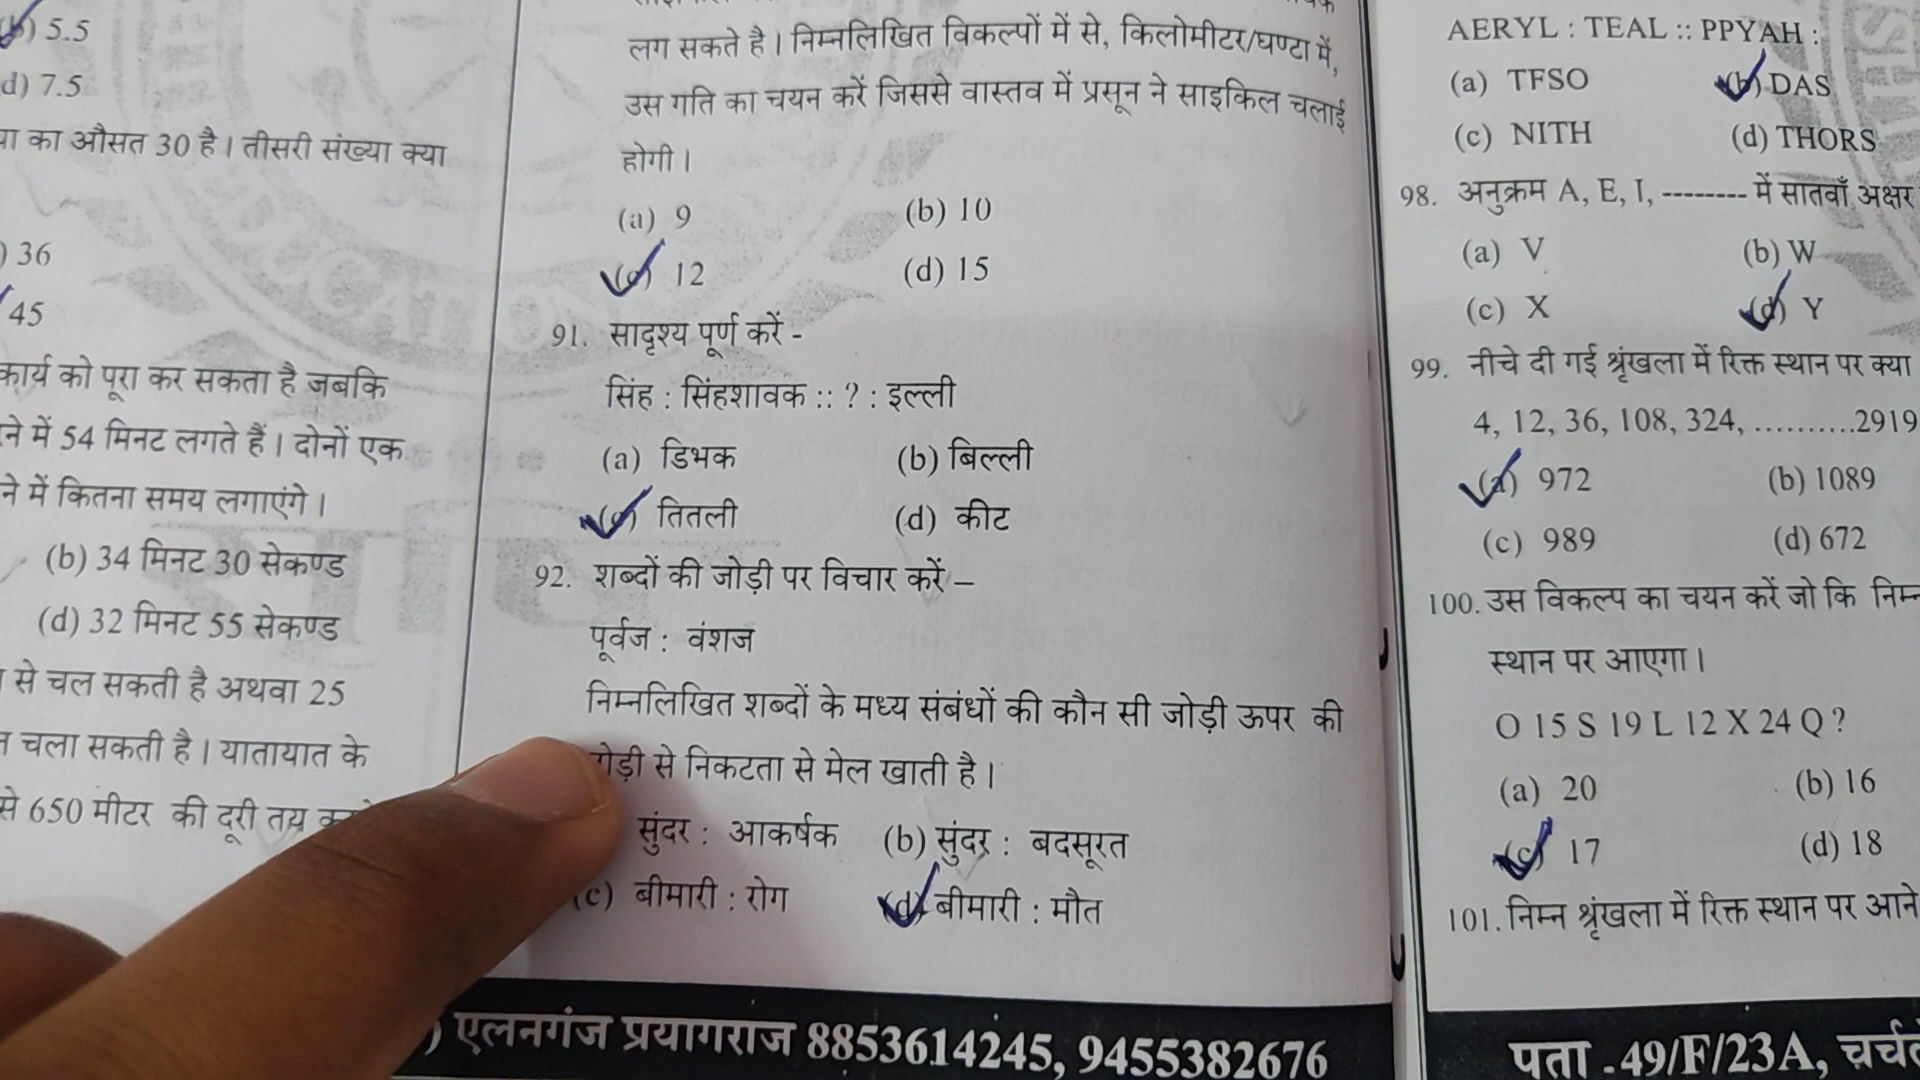 5.5
d) 7.5
का औसत 30 है। तीसरी संख्या क्या
) 36
45
कार्य को पूरा कर सकता है जबकि
ने में 54 मिनट लगते हैं। दोनों एक
ने में कितना समय लगाएंगे।
(b) 34 मिनट 30 सेकण्ड
(d) 32 मिनट 55 सेकण्ड
से चल सकती है अथवा 25
चला सकती है। यातायात के
से 650 मीटर की दूरी तय
लग सकते है। निम्नलिखित विकल्पों में से, किलोमीटर/घण्टा में,
उस गति का चयन करें जिससे वास्तव में प्रसून ने साइकिल चलाई
होगी।
(a) 9 (b) 10
(c) 12 (d) 15
91. सादृश्य पूर्ण करें -
सिंह : सिंहशावक :: ? : इल्ली
(a) डिभक (b) बिल्ली
(c) तितली (d) कीट
92. शब्दों की जोड़ी पर विचार करें –
पूर्वज : वंशज
निम्नलिखित शब्दों के मध्य संबंधों की कौन सी जोड़ी ऊपर की
से निकटता से मेल खाती है।
सुंदर : आकर्षक (b) सुंदर : बदसूरत
(c) बीमारी : रोग (d) बीमारी : मौत
) एलनगंज प्रयागराज 8853614245, 9455382676
AERYL : TEAL :: PPYAH :
(a) TFSO (b) DAS
(c) NITH (d) THORS
98. अनुक्रम A, E, I, -------- में सातवाँ अक्षर
(a) V (b) W
(c) X (d) Y
99. नीचे दी गई श्रृंखला में रिक्त स्थान पर क्या
4, 12, 36, 108, 324, ..........2919
(a) 972 (b) 1089
(c) 989 (d) 672
100. उस विकल्प का चयन करें जो कि
स्थान पर आएगा।
O 15 S 19 L 12 X 24 Q ?
(a) 20 (b) 16
(c) 17 (d) 18
101. निम्न श्रृंखला में रिक्त स्थान पर आने
पता .49/F/23A,